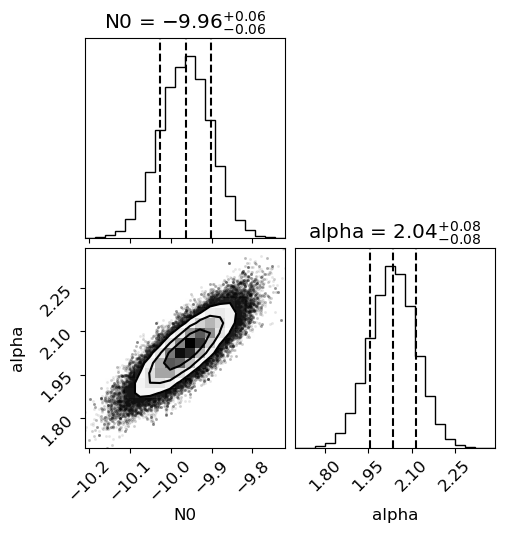 N0 = −9.96+0.06 −0.06
alpha = 2.04+0.08 −0.08
alpha
2.25
2.10
1.95
1.80
−10.2 −10.1 −10.0 −9.9 −9.8
N0
1.80 1.95 2.10 2.25
alpha